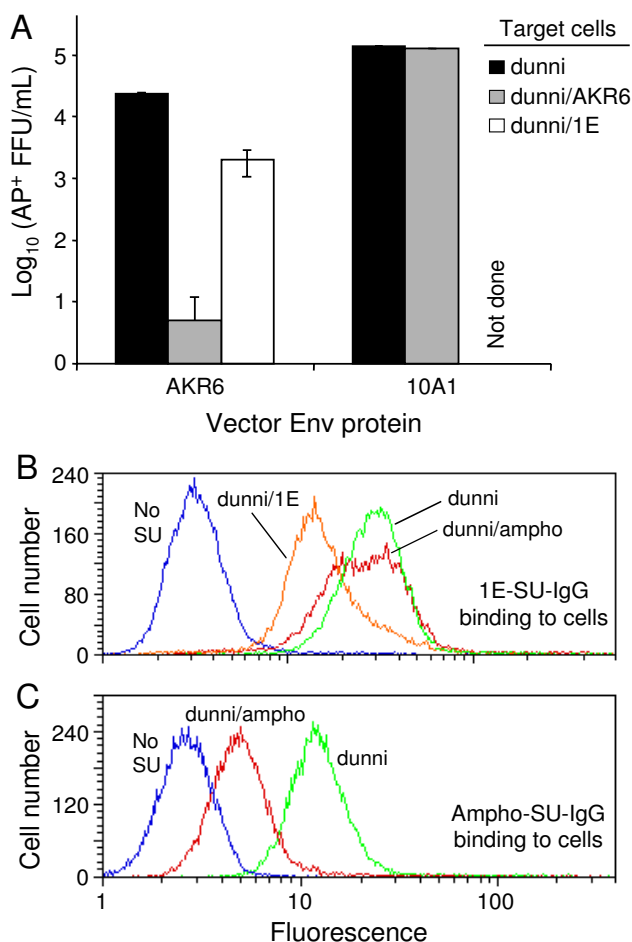 A
Log10 (AP+ FFU/mL)
5
4
3
2
1
0
Target cells
dunni
dunni/AKR6
dunni/1E
Not done
AKR6
10A1
Vector Env protein
B
Cell number
240
160
80
0
No
SU
dunni/1E
dunni
dunni/ampho
1E-SU-IgG
binding to cells
C
Cell number
240
120
0
No
SU
dunni/ampho
dunni
Ampho-SU-IgG
binding to cells
1
10
100
Fluorescence